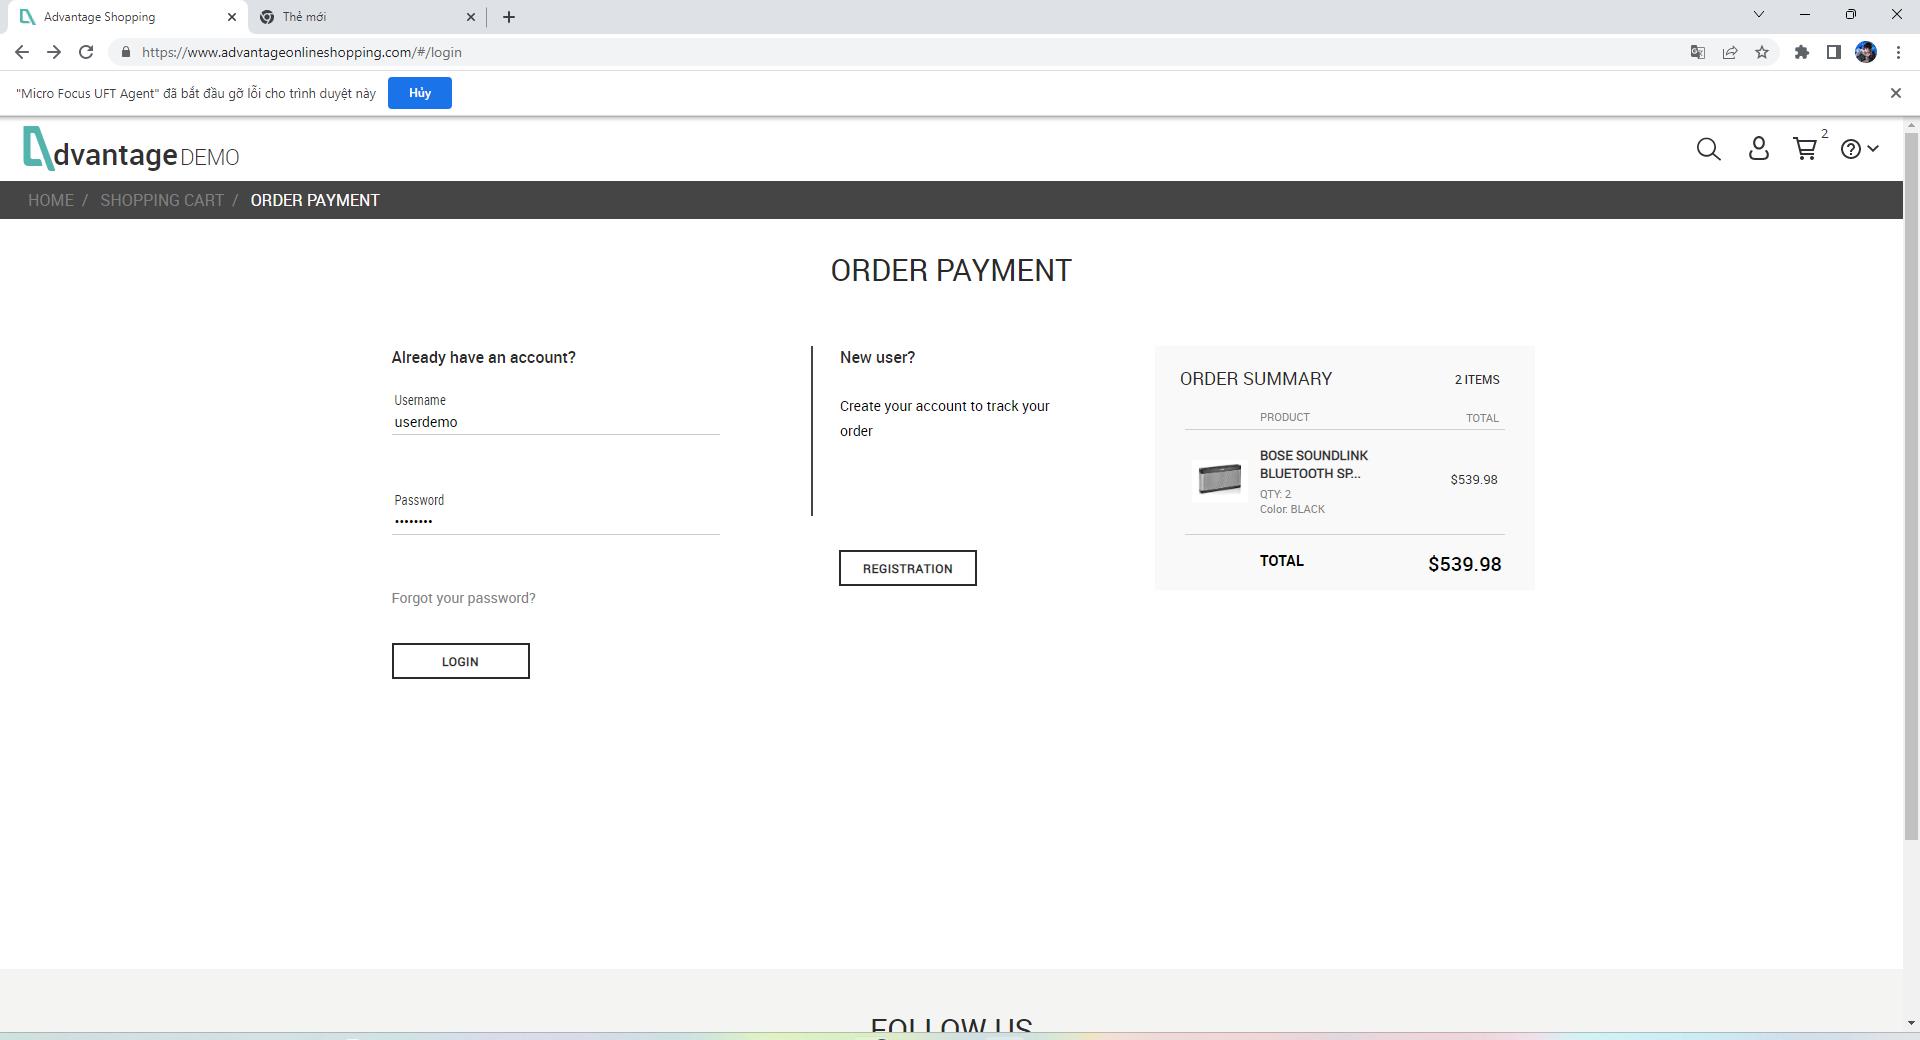 Advantage Shopping
Thẻ mới
https://www.advantageonlineshopping.com/#/login
"Micro Focus UFT Agent" đã bắt đầu gỡ lỗi cho trình duyệt này
Hủy
dvantage DEMO
2
HOME / SHOPPING CART / ORDER PAYMENT
ORDER PAYMENT
Already have an account?
Username
userdemo
Password
••••••••
Forgot your password?
LOGIN
New user?
Create your account to track your
order
REGISTRATION
ORDER SUMMARY
2 ITEMS
PRODUCT
TOTAL
BOSE SOUNDLINK
BLUETOOTH SP...
$539.98
QTY: 2
Color: BLACK
TOTAL
$539.98
FOLLOW US